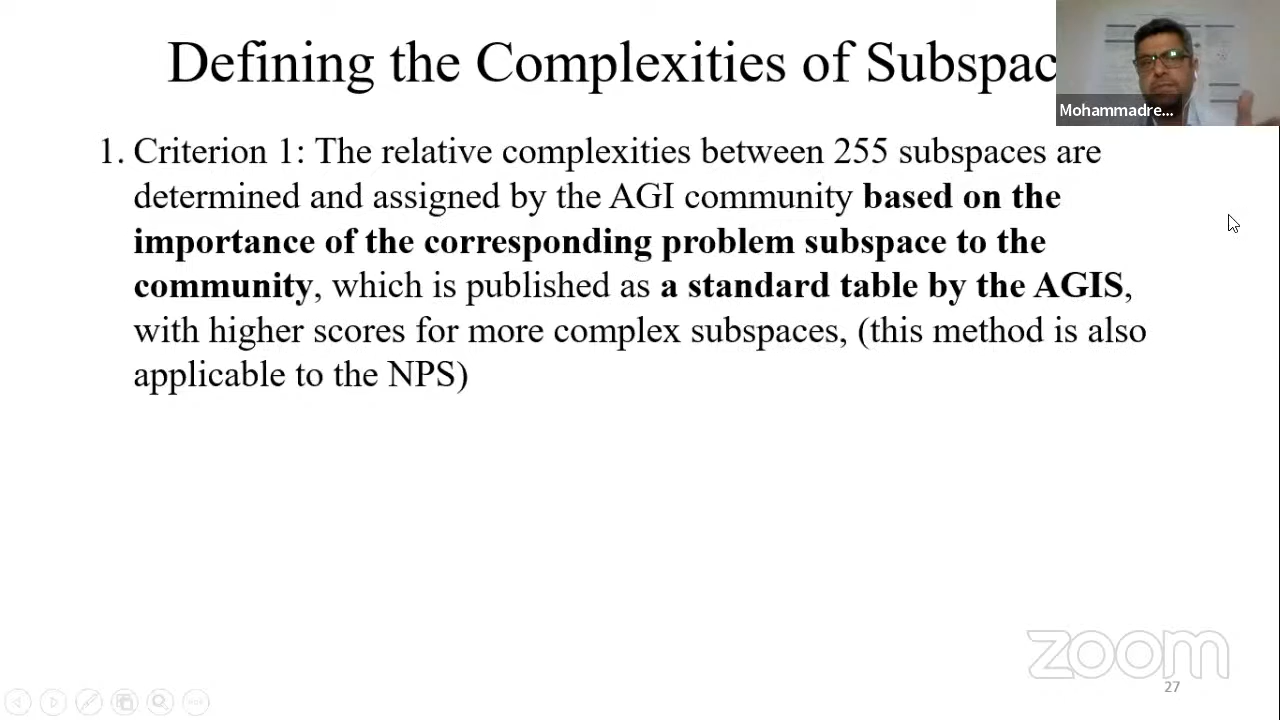 Defining the Complexities of Subspac
Mohammadre...
1. Criterion 1: The relative complexities between 255 subspaces are
determined and assigned by the AGI community based on the
importance of the corresponding problem subspace to the
community, which is published as a standard table by the AGIS,
with higher scores for more complex subspaces, (this method is also
applicable to the NPS)
zoom
27